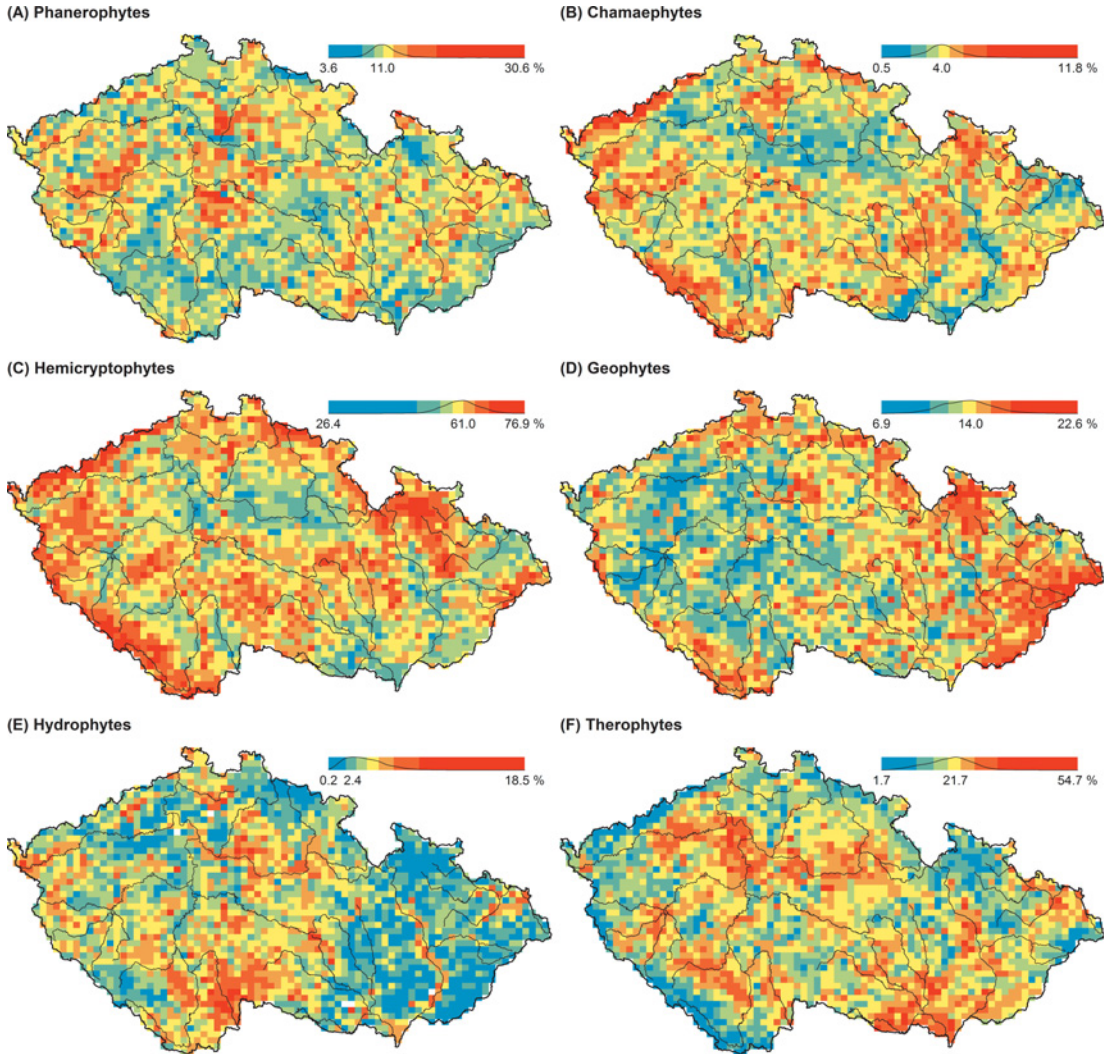 (A) Phanerophytes
3.6 11.0 30.6 %
(B) Chamaephytes
0.5 4.0 11.8 %
(C) Hemicryptophytes
26.4 61.0 76.9 %
(D) Geophytes
6.9 14.0 22.6 %
(E) Hydrophytes
0.2 2.4 18.5 %
(F) Therophytes
1.7 21.7 54.7 %